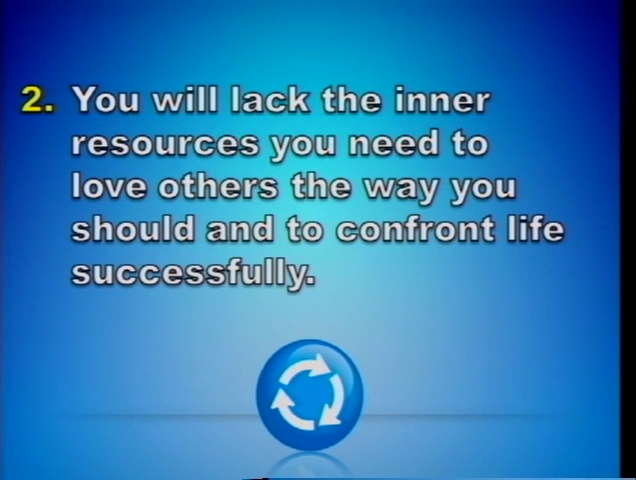 2. You will lack the inner
resources you need to
love others the way you
should and to confront life
successfully.